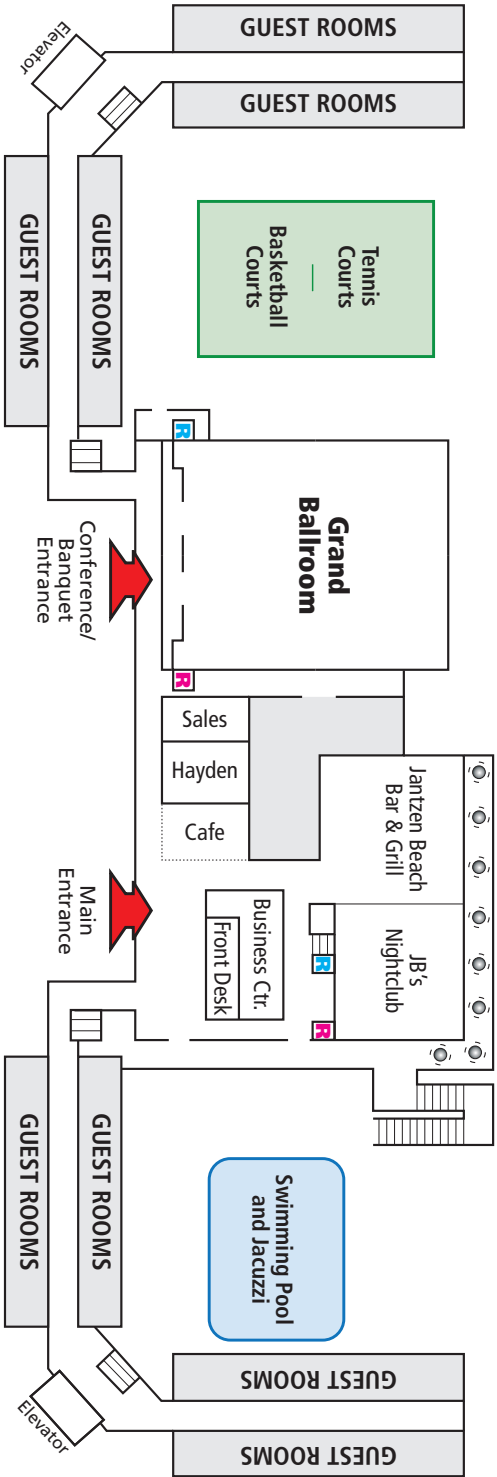 GUEST ROOMS
Elevator
GUEST ROOMS
GUEST ROOMS
GUEST ROOMS
Tennis
Courts
Basketball
Courts
R
Grand
Ballroom
Conference/
Banquet
Entrance
R
Sales
Hayden
Cafe
Jantzen Beach
Bar & Grill
Main
Entrance
Business Ctr.
Front Desk
JB's
Nightclub
R
R
GUEST ROOMS
GUEST ROOMS
Swimming Pool
and Jacuzzi
GUEST ROOMS
Elevator
GUEST ROOMS